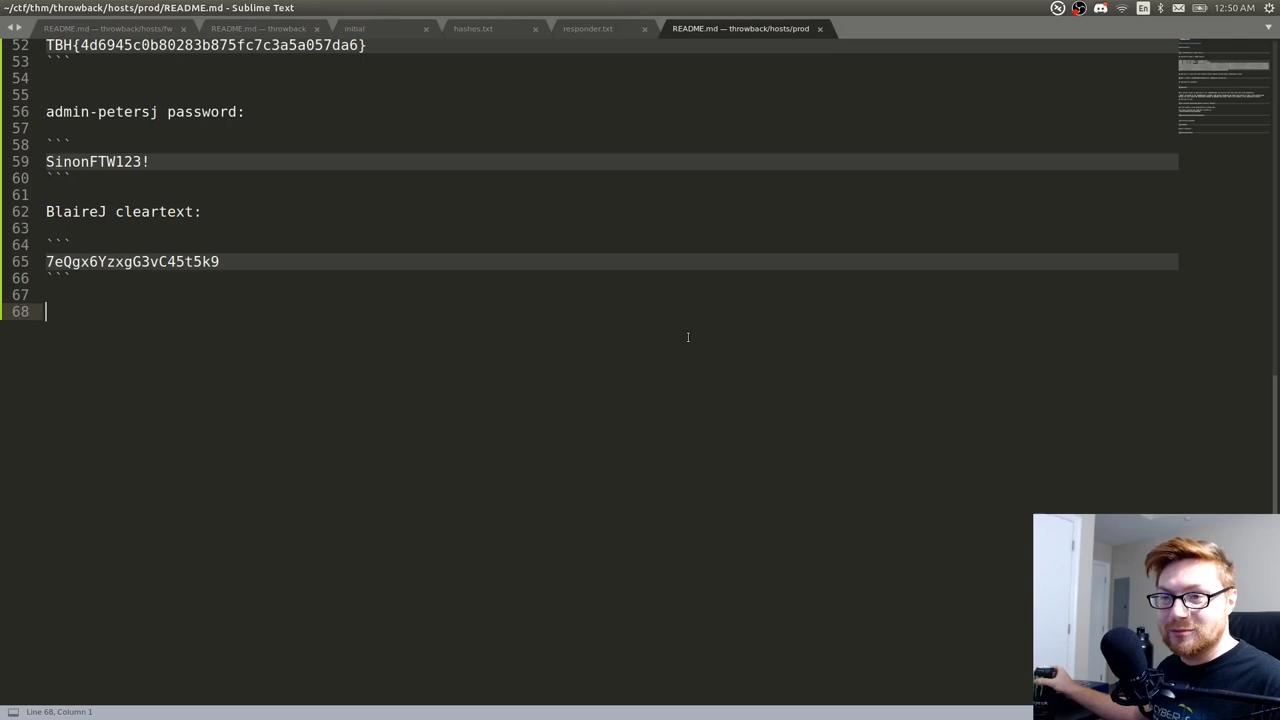 ~/ctf/thm/throwback/hosts/prod/README.md - Sublime Text
En
12:50 AM
README.md — throwback/hosts/fw ×
README.md — throwback ×
initial ×
hashes.txt ×
responder.txt ×
README.md — throwback/hosts/prod ×
52 TBH{4d6945c0b80283b875fc7c3a5a057da6}
53 ```
54
55
56 admin-petersj password:
57
58 ```
59 SinonFTW123!
60 ```
61
62 BlaireJ cleartext:
63
64 ```
65 7eQgx6YzxgG3vC45t5k9
66 ```
67
68
CYBER
Line 68, Column 1